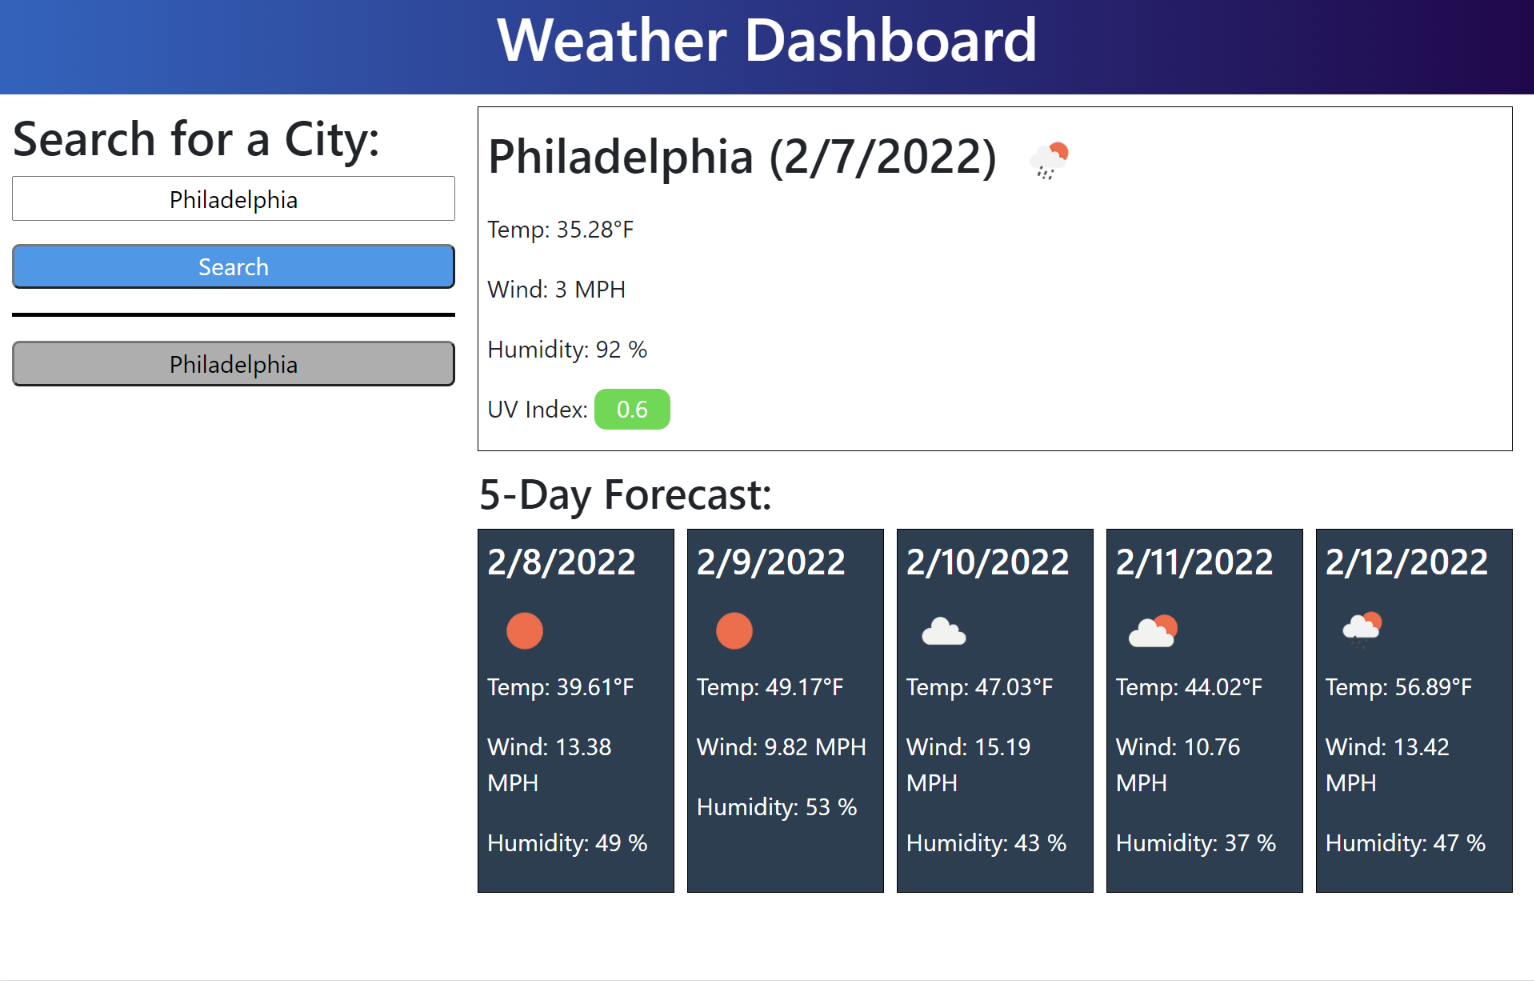 Weather Dashboard
Search for a City:
Philadelphia
Search
Philadelphia
Philadelphia (2/7/2022)
Temp: 35.28°F
Wind: 3 MPH
Humidity: 92 %
UV Index: 0.6
5-Day Forecast:
2/8/2022
Temp: 39.61°F
Wind: 13.38
MPH
Humidity: 49 %
2/9/2022
Temp: 49.17°F
Wind: 9.82 MPH
Humidity: 53 %
2/10/2022
Temp: 47.03°F
Wind: 15.19
MPH
Humidity: 43 %
2/11/2022
Temp: 44.02°F
Wind: 10.76
MPH
Humidity: 37 %
2/12/2022
Temp: 56.89°F
Wind: 13.42
MPH
Humidity: 47 %